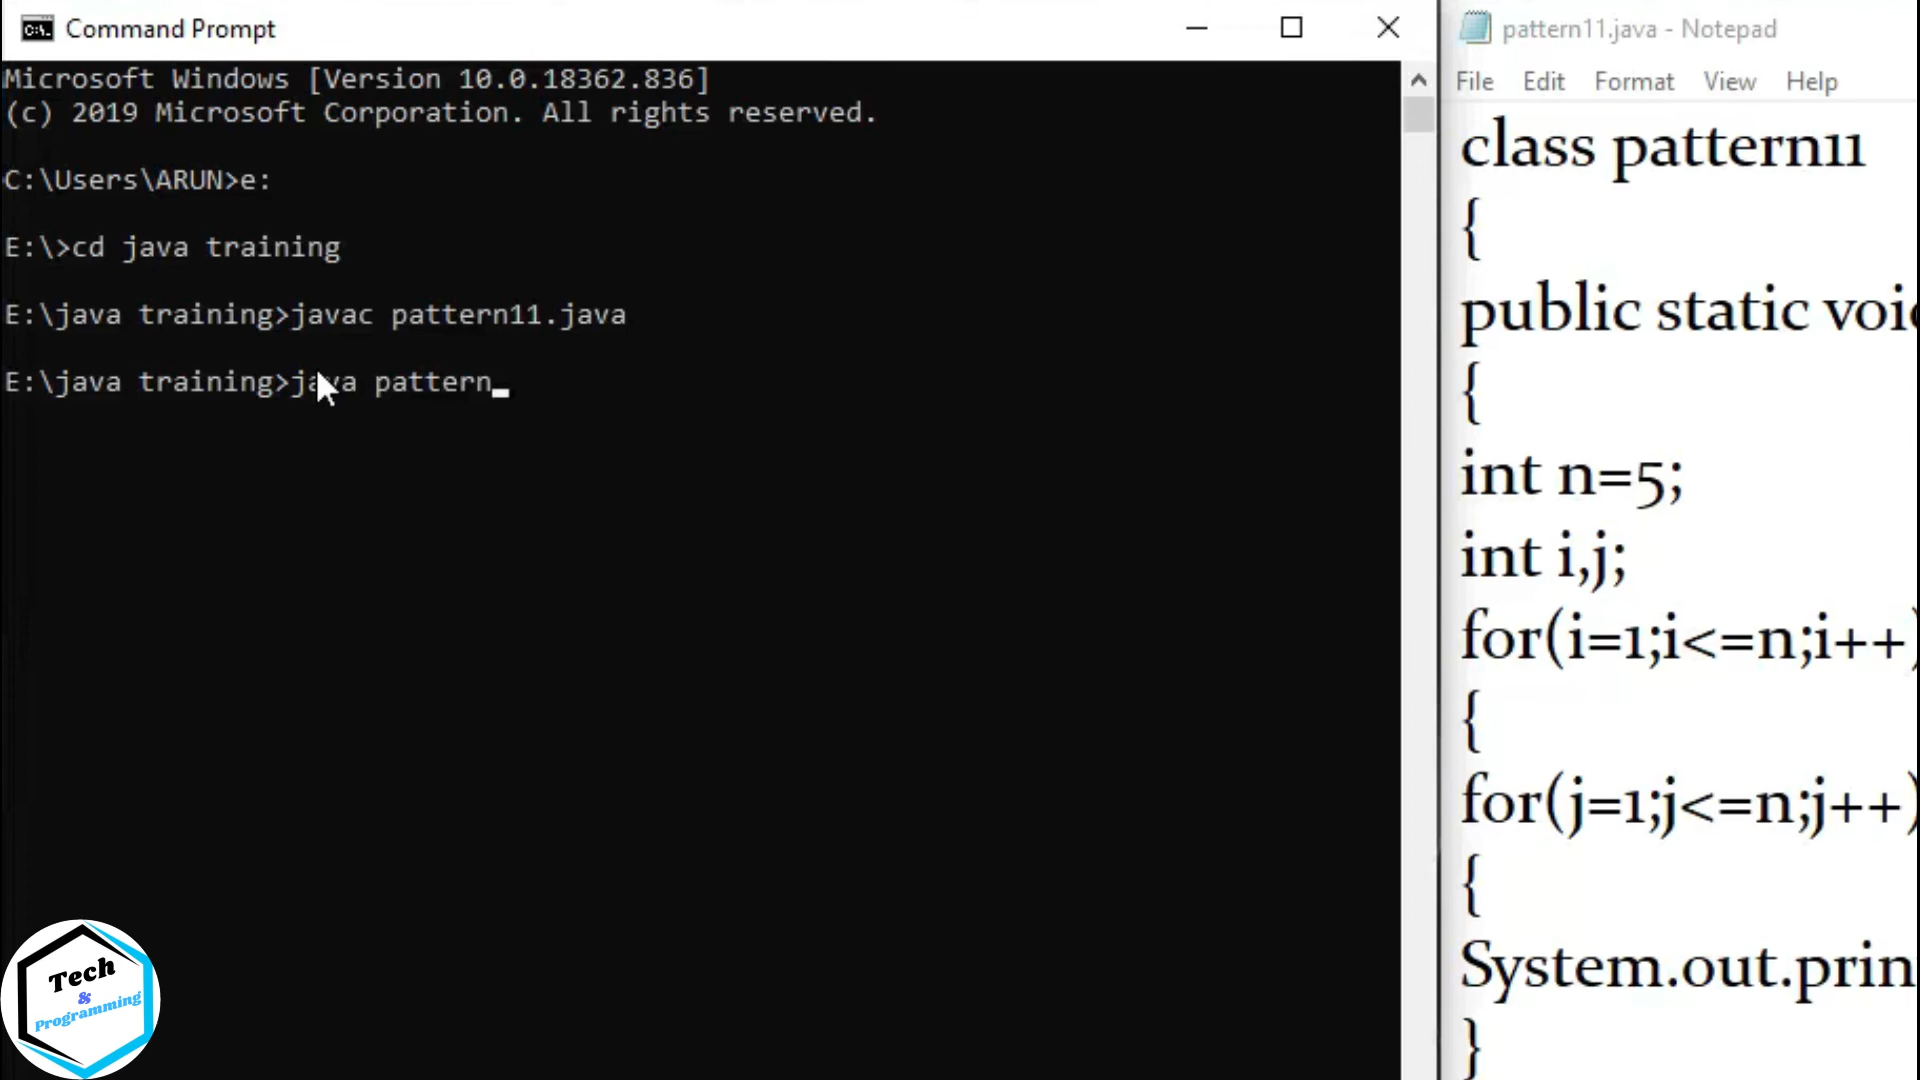 Command Prompt
Microsoft Windows [Version 10.0.18362.836]
(c) 2019 Microsoft Corporation. All rights reserved.
C:\Users\ARUN>e:
E:\>cd java training
E:\java training>javac pattern11.java
E:\java training>java pattern
pattern11.java - Notepad
File Edit Format View Help
class pattern11
{
public static voi
{
int n=5;
int i,j;
for(i=1;i<=n;i++)
{
for(j=1;j<=n;j++)
{
System.out.prin
}
Tech
&
Programming